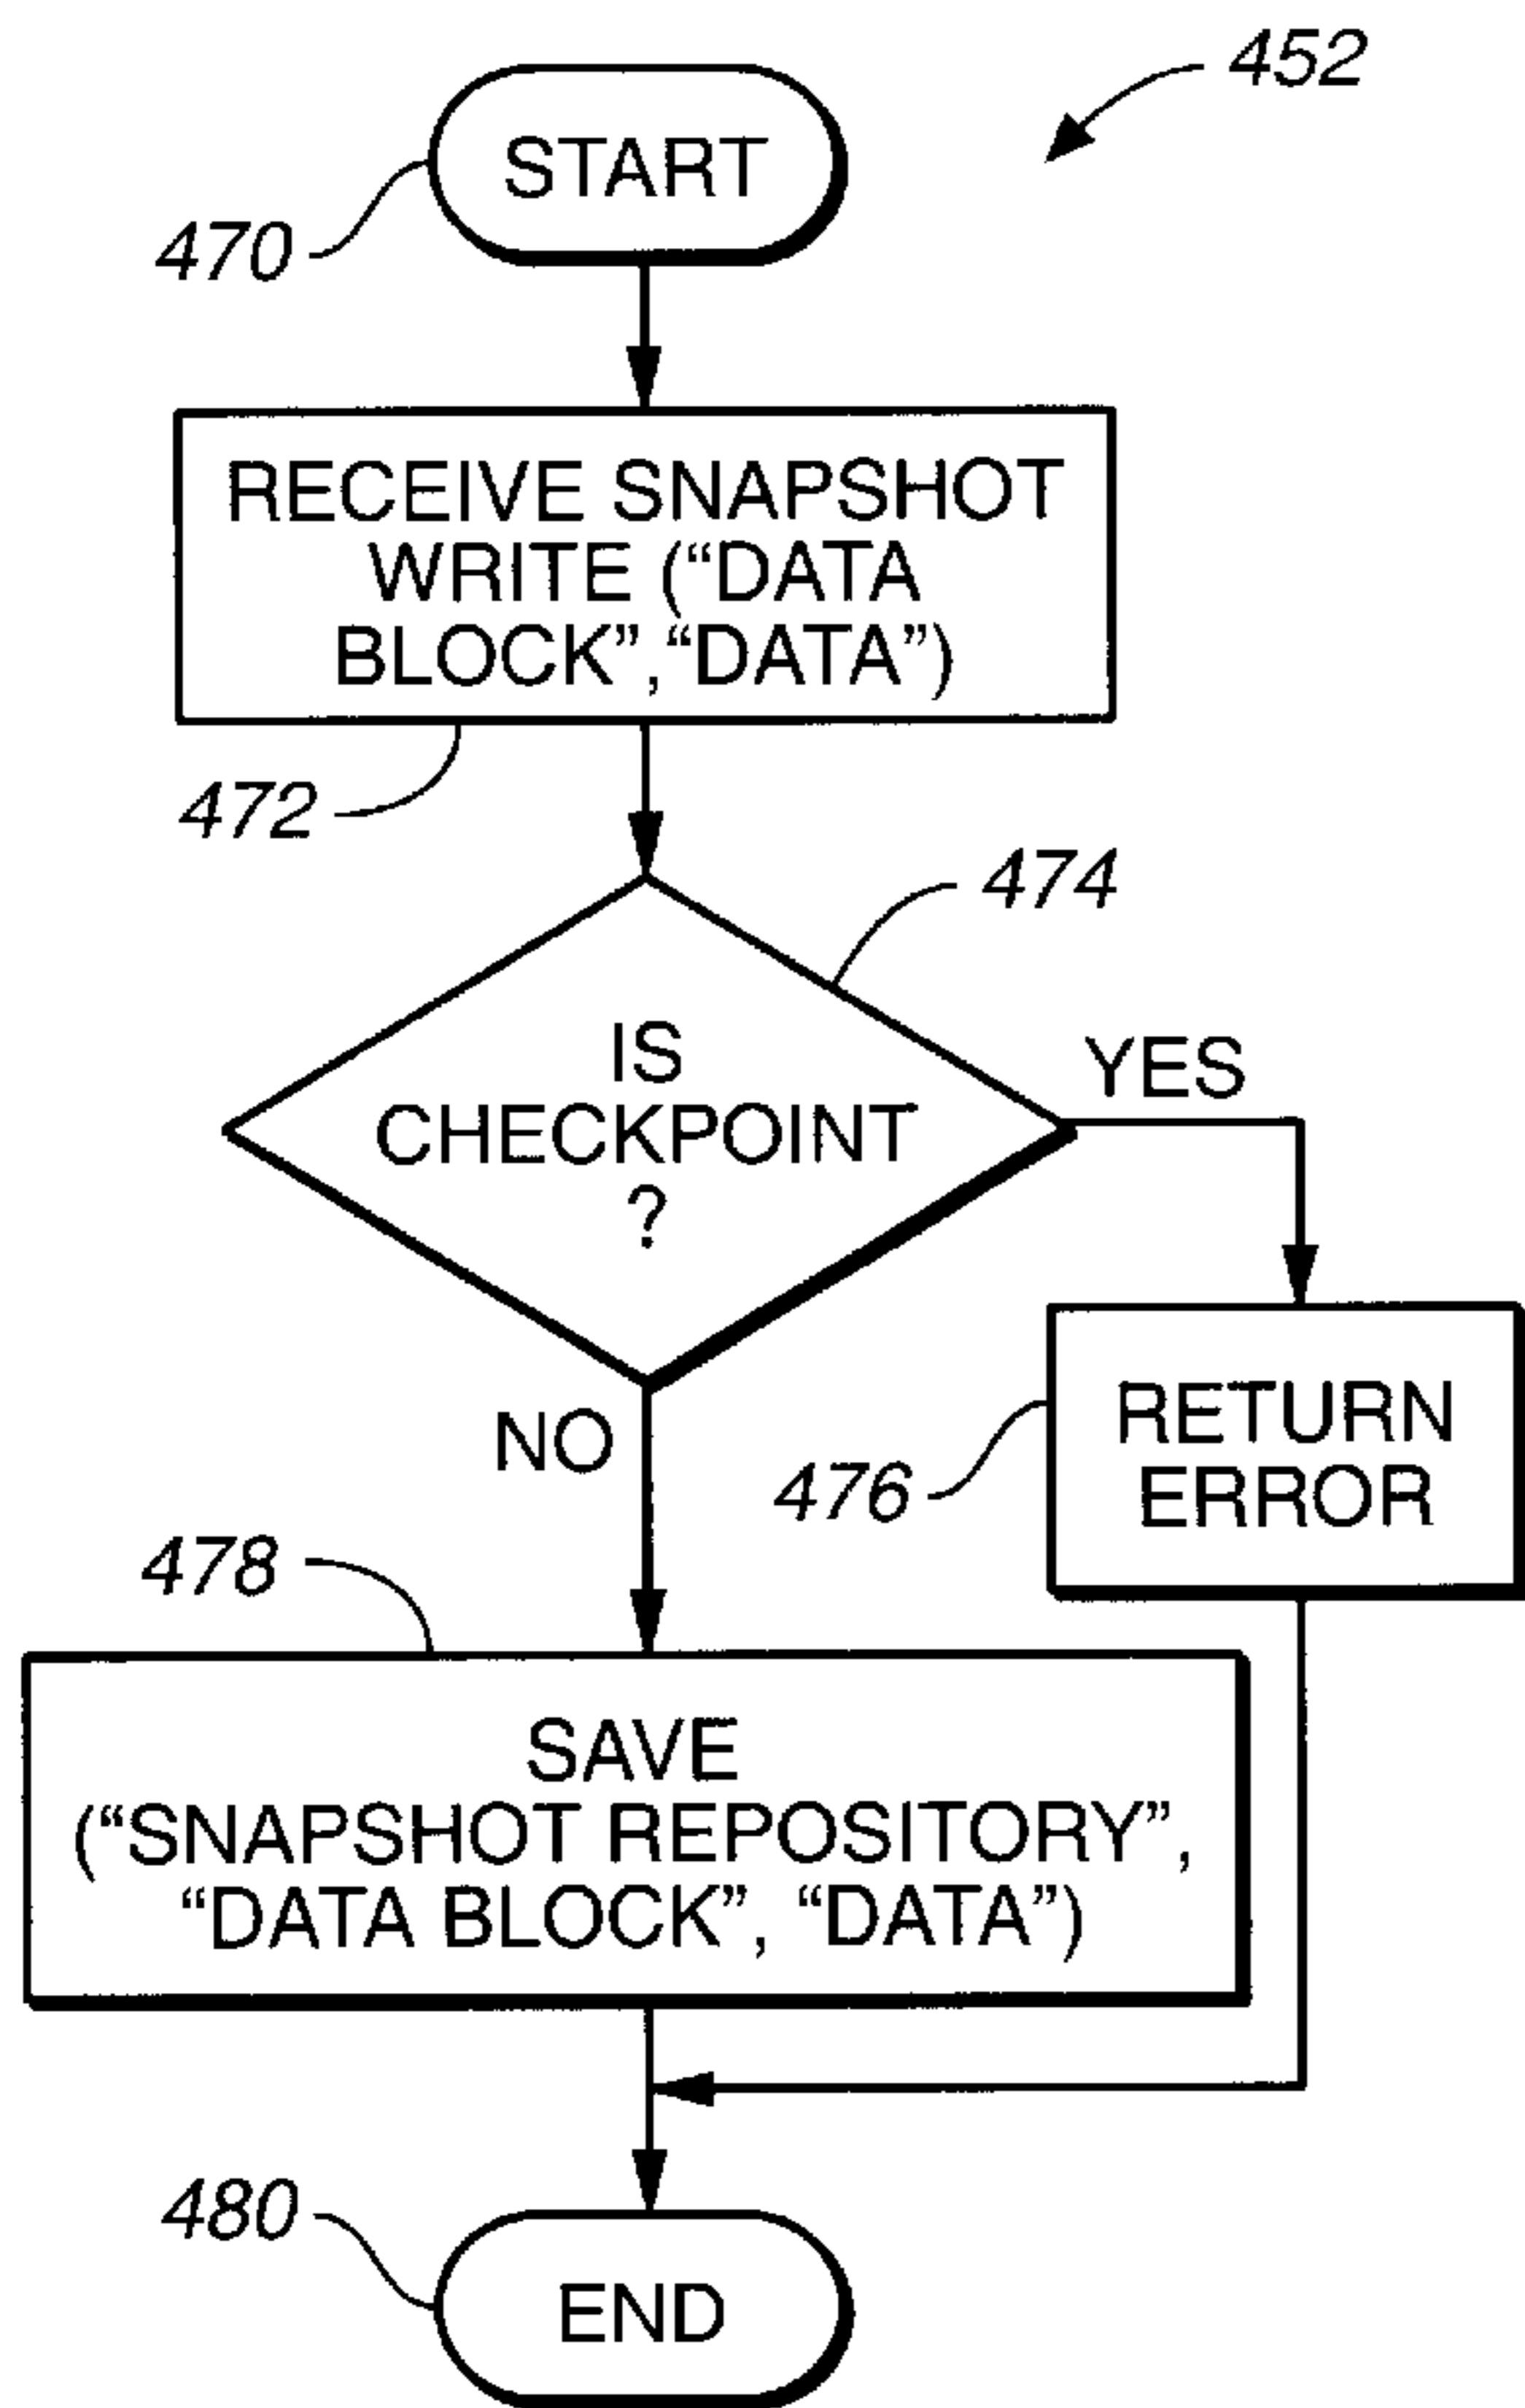 452
START
470
RECEIVE SNAPSHOT
WRITE (“DATA
BLOCK”,“DATA”)
472
474
IS
CHECKPOINT
?
YES
NO
RETURN
ERROR
476
478
SAVE
(“SNAPSHOT REPOSITORY”,
“DATA BLOCK”, “DATA”)
480
END